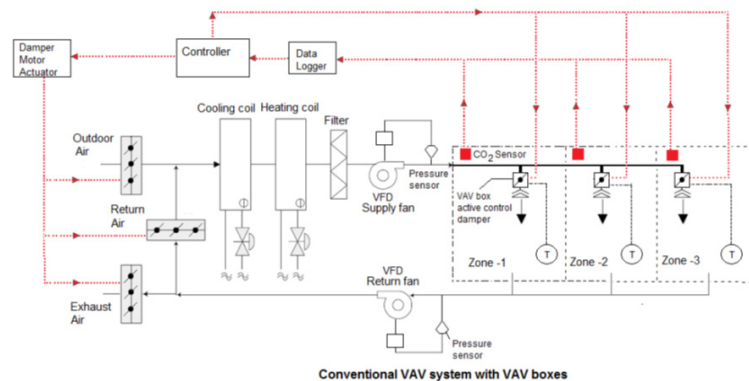 Damper
Motor
Actuator
Controller
Data
Logger
Cooling coil
Heating coil
Filter
Outdoor
Air
CO2 Sensor
Pressure
sensor
VFD
Supply fan
VAV box
active control
damper
Return
Air
T
T
T
Zone -1
Zone -2
Zone -3
VFD
Return fan
Exhaust
Air
Pressure
sensor
Conventional VAV system with VAV boxes